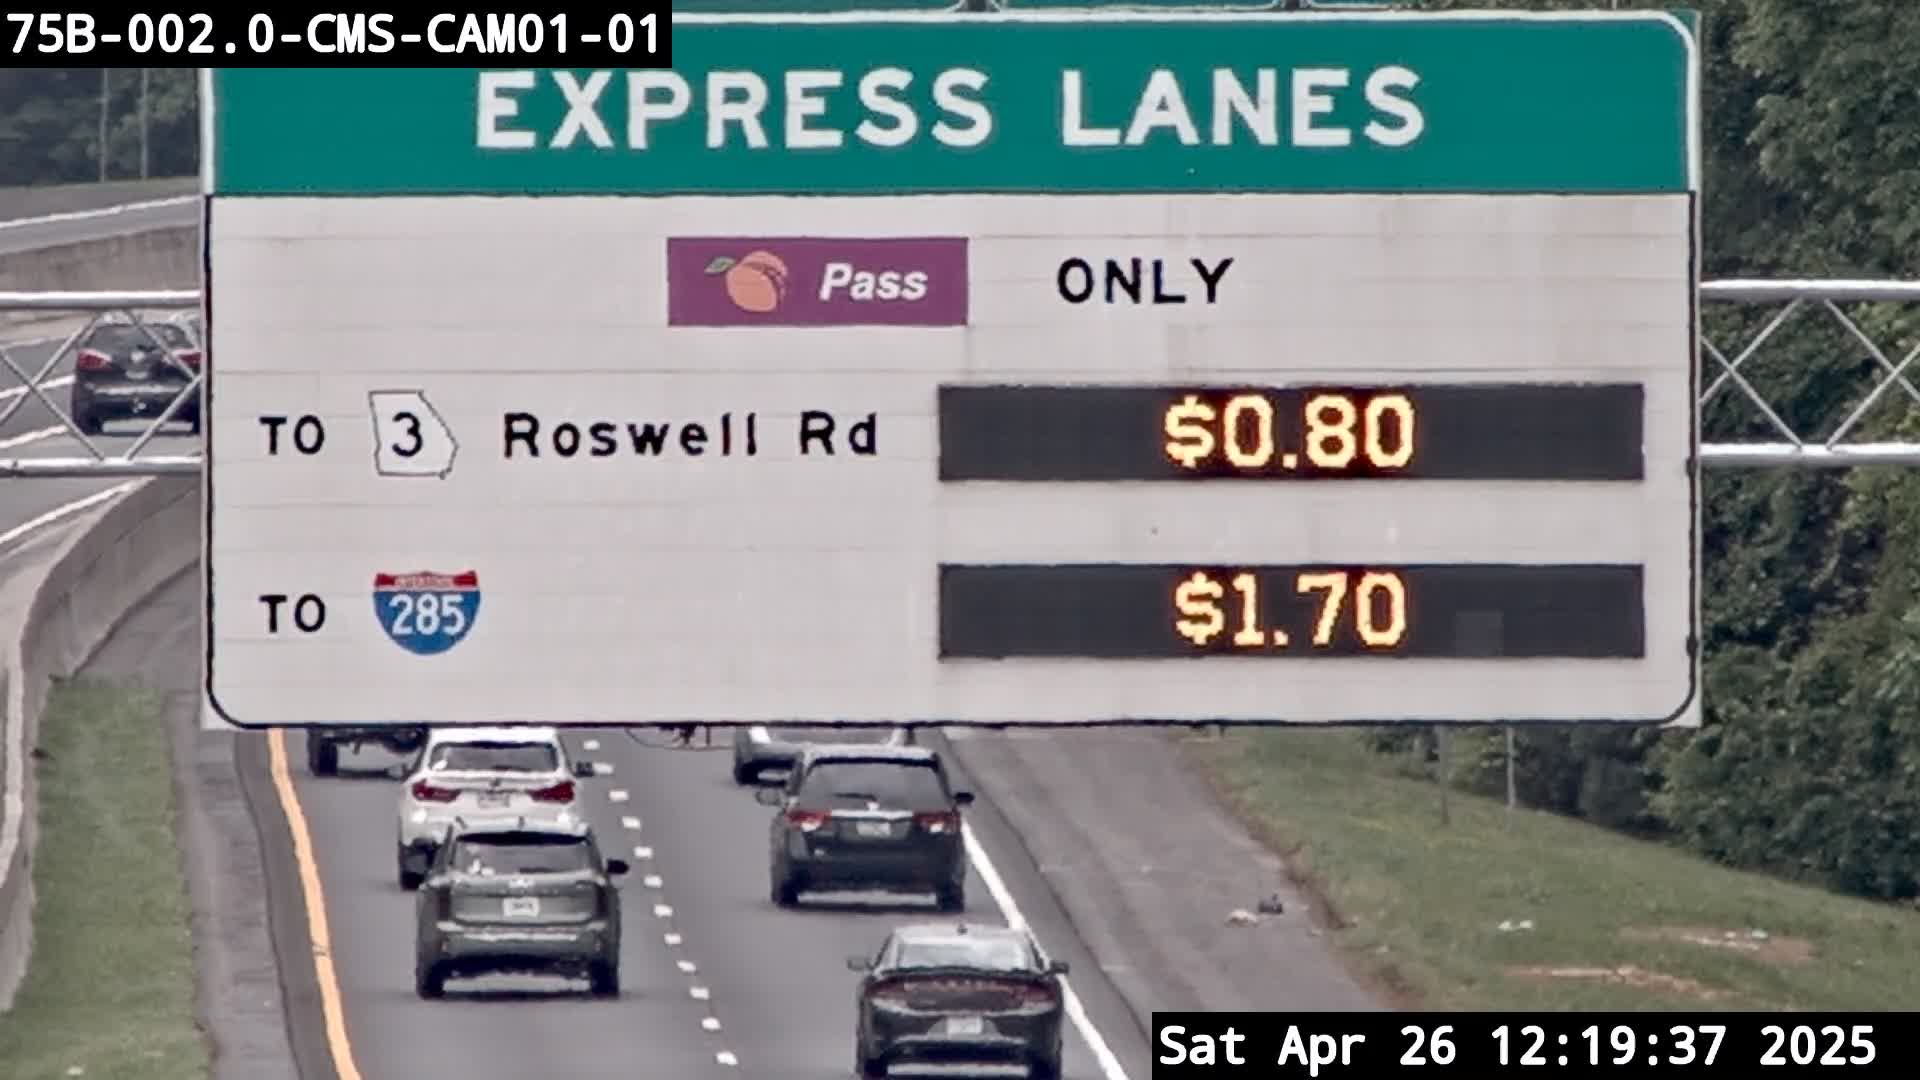 75B-002.0-CMS-CAM01-01
EXPRESS LANES
Pass ONLY
TO 3 Roswell Rd $0.80
INTERSTATE
TO 285 $1.70
Sat Apr 26 12:19:37 2025